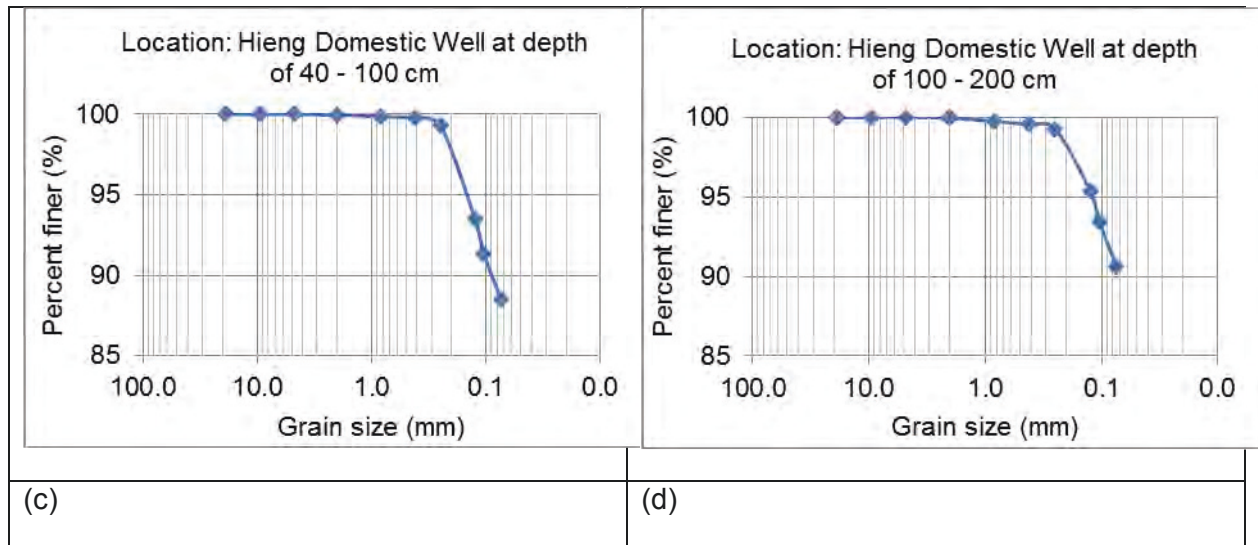 Location: Hieng Domestic Well at depth
of 40 - 100 cm
Percent finer (%)
100
95
90
85
100.0 10.0 1.0 0.1 0.0
Grain size (mm)
Location: Hieng Domestic Well at depth
of 100 - 200 cm
Percent finer (%)
100
95
90
85
100.0 10.0 1.0 0.1 0.0
Grain size (mm)
(c)
(d)